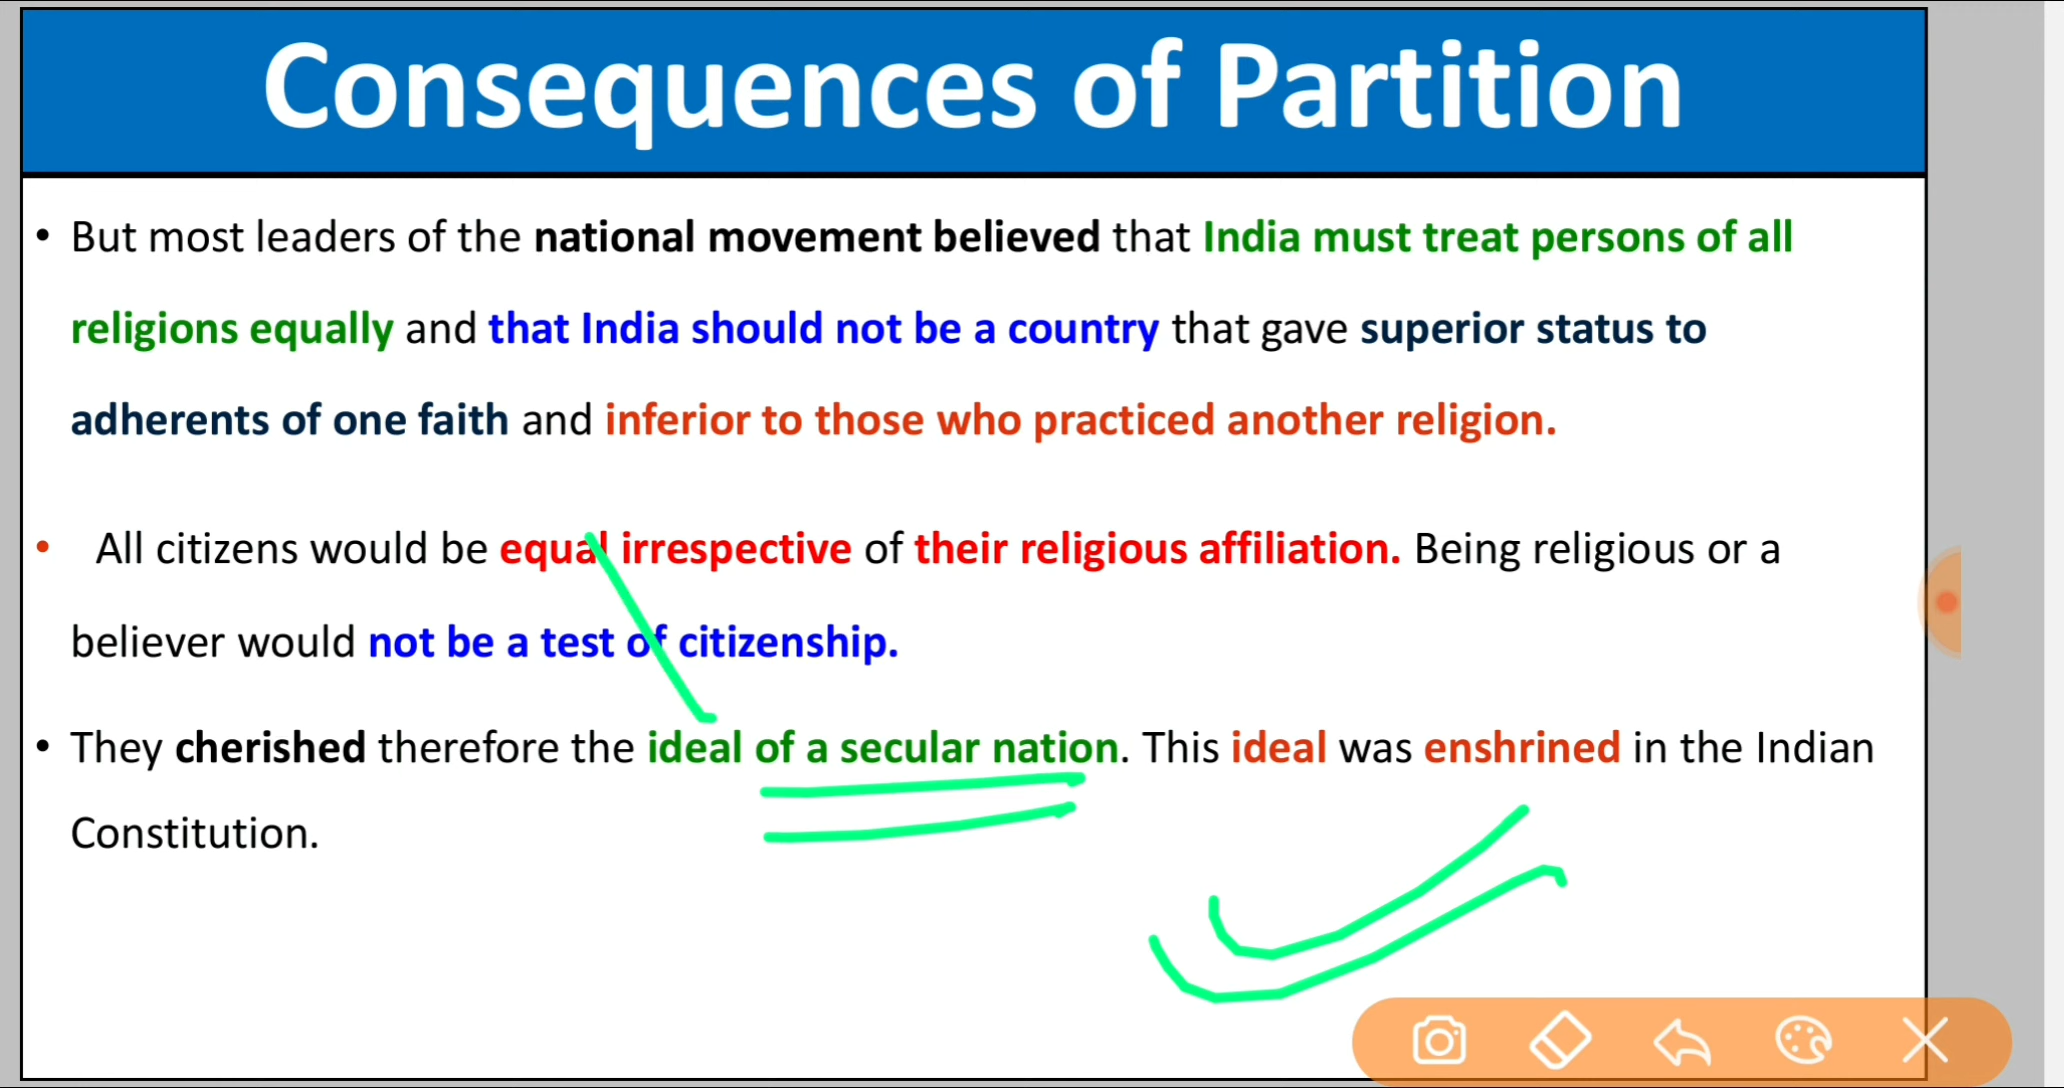 Consequences of Partition
• But most leaders of the national movement believed that India must treat persons of all
religions equally and that India should not be a country that gave superior status to
adherents of one faith and inferior to those who practiced another religion.
• All citizens would be equal irrespective of their religious affiliation. Being religious or a
believer would not be a test of citizenship.
• They cherished therefore the ideal of a secular nation. This ideal was enshrined in the Indian
Constitution.